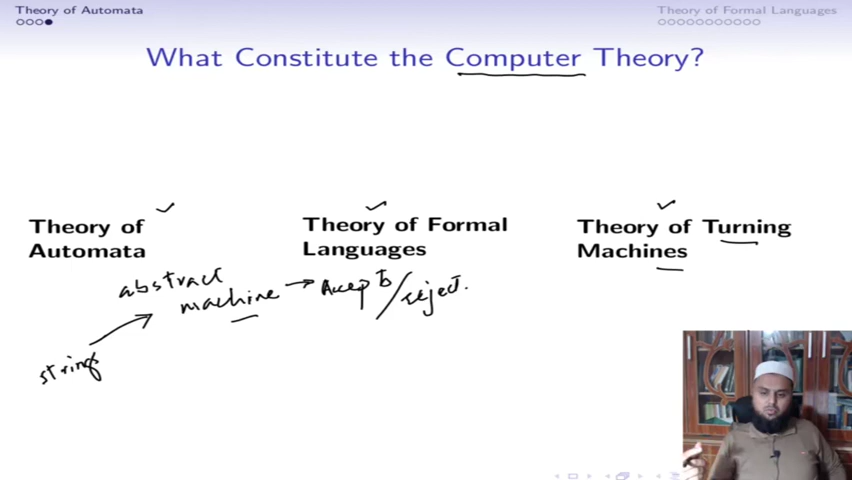 Theory of Automata
Theory of Formal Languages
What Constitute the Computer Theory?
Theory of
Automata
Theory of Formal
Languages
Theory of Turning
Machines
abstract
machine → Accept/reject.
strings